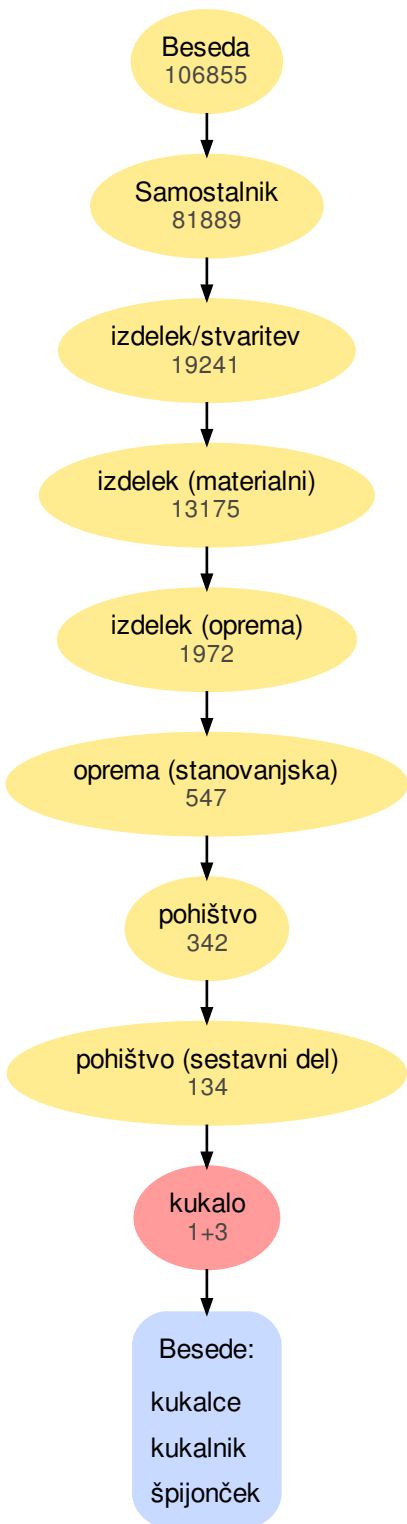 Beseda
106855
Samostalnik
81889
izdelek/stvaritev
19241
izdelek (materialni)
13175
izdelek (oprema)
1972
oprema (stanovanjska)
547
pohištvo
342
pohištvo (sestavni del)
134
kukalo
1+3
Besede:
kukalce
kukalnik
špijonček